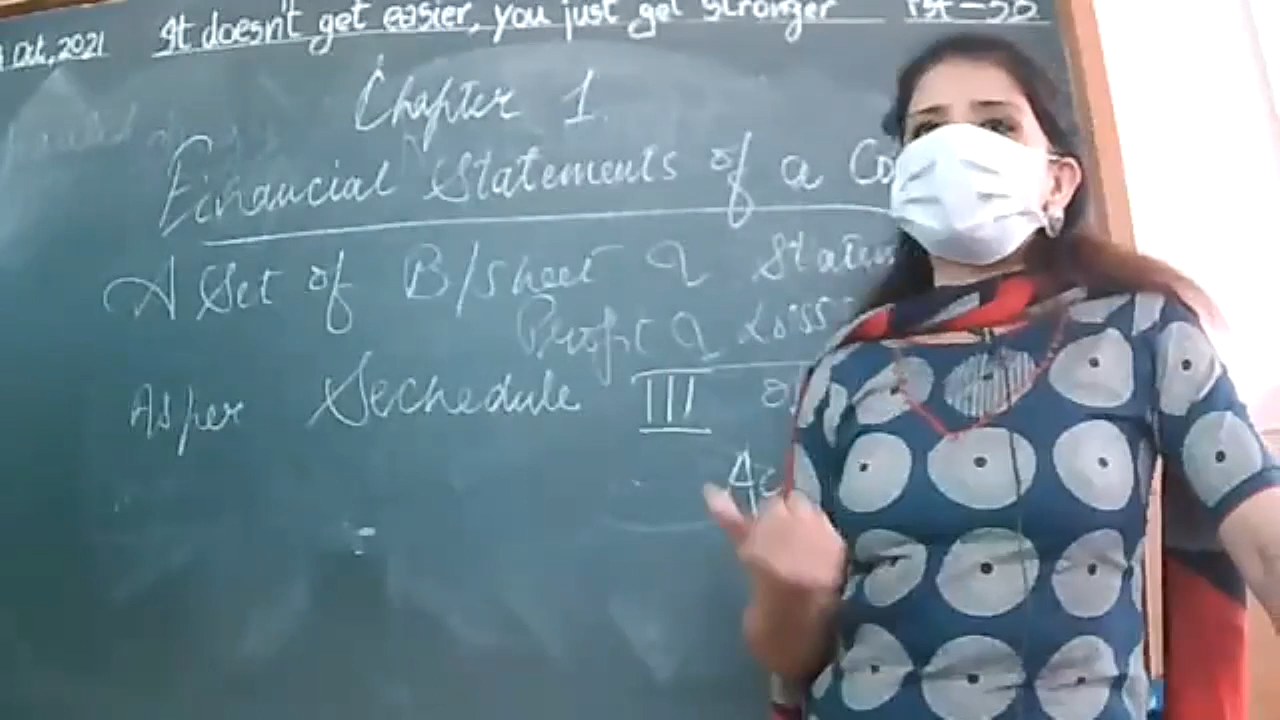 Oct, 2021 It doesn't get easier, you just get stronger
Chapter 1.
Financial Statements of a Co
A Set of B/Sheet & Statem
Profit & Loss
As per Sechedule III of
Ac